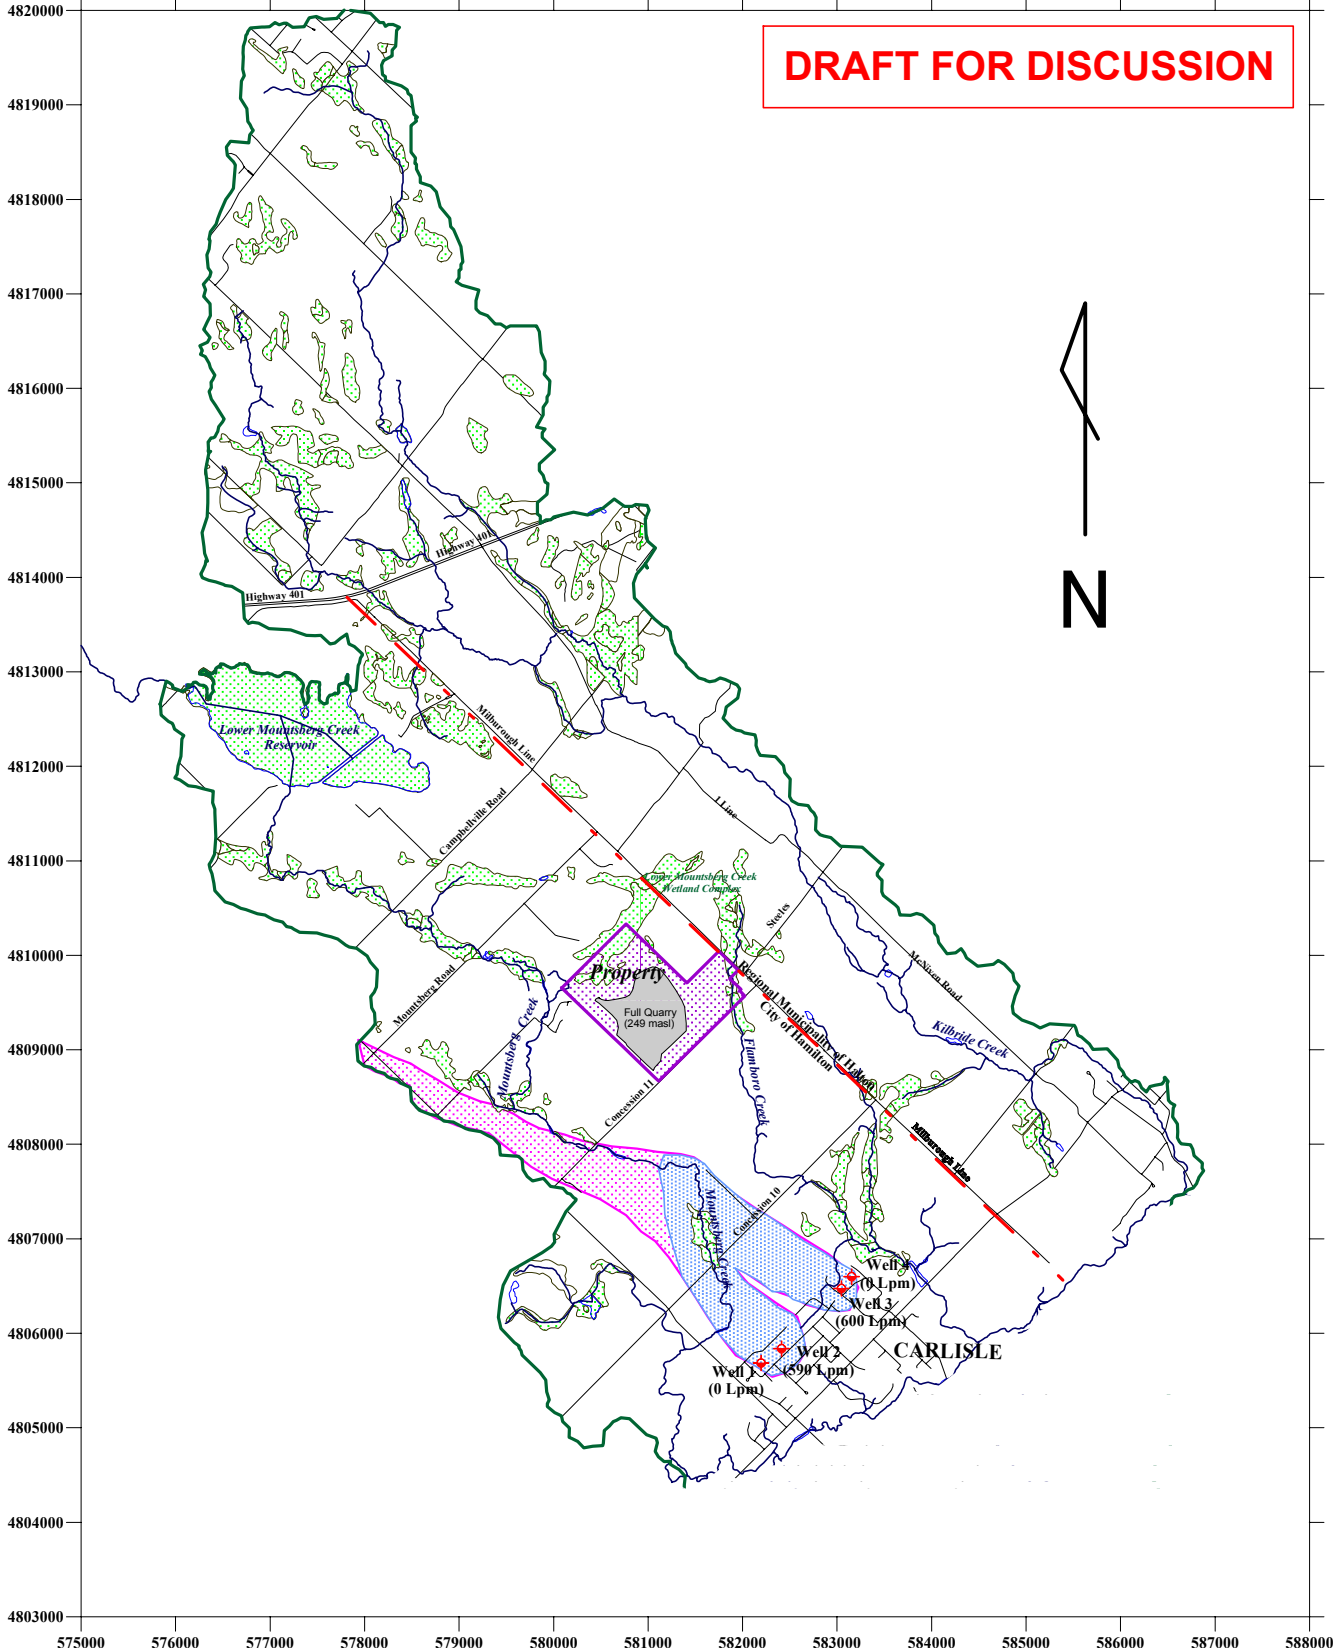 DRAFT FOR DISCUSSION
4820000
4819000
4818000
4817000
4816000
4815000
4814000
4813000
4812000
4811000
4810000
4809000
4808000
4807000
4806000
4805000
4804000
4803000
N
Highway 401
Highway 401
Lower Mountsberg Creek
Reservoir
Milburough Line
Campbellville Road
1 Line
Lower Mountsberg Creek
Wetland Complex
Steeles
Property
Full Quarry
(249 masl)
Mountsberg Road
Mountsberg Creek
Regional Municipality of Halton
City of Hamilton
McNiven Road
Kilbride Creek
Flamboro Creek
Concession 11
Milburough Line
Mountsberg Creek
Concession 10
Well 4
(0 Lpm)
Well 3
(600 Lpm)
CARLISLE
Well 2
(590 Lpm)
Well 1
(0 Lpm)
575000
576000
577000
578000
579000
580000
581000
582000
583000
584000
585000
586000
587000
588000